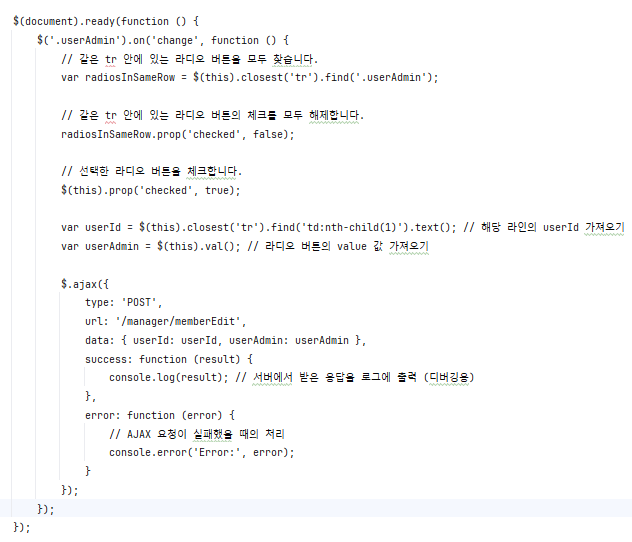 $(document).ready(function () {
$('.userAdmin').on('change', function () {
// 같은 tr 안에 있는 라디오 버튼을 모두 찾습니다.
var radiosInSameRow = $(this).closest('tr').find('.userAdmin');
// 같은 tr 안에 있는 라디오 버튼의 체크를 모두 해제합니다.
radiosInSameRow.prop('checked', false);
// 선택한 라디오 버튼을 체크합니다.
$(this).prop('checked', true);
var userId = $(this).closest('tr').find('td:nth-child(1)').text(); // 해당 라인의 userId 가져오기
var userAdmin = $(this).val(); // 라디오 버튼의 value 값 가져오기
$.ajax({
type: 'POST',
url: '/manager/memberEdit',
data: { userId: userId, userAdmin: userAdmin },
success: function (result) {
console.log(result); // 서버에서 받은 응답을 로그에 출력 (디버깅용)
},
error: function (error) {
// AJAX 요청이 실패했을 때의 처리
console.error('Error:', error);
}
});
});
});